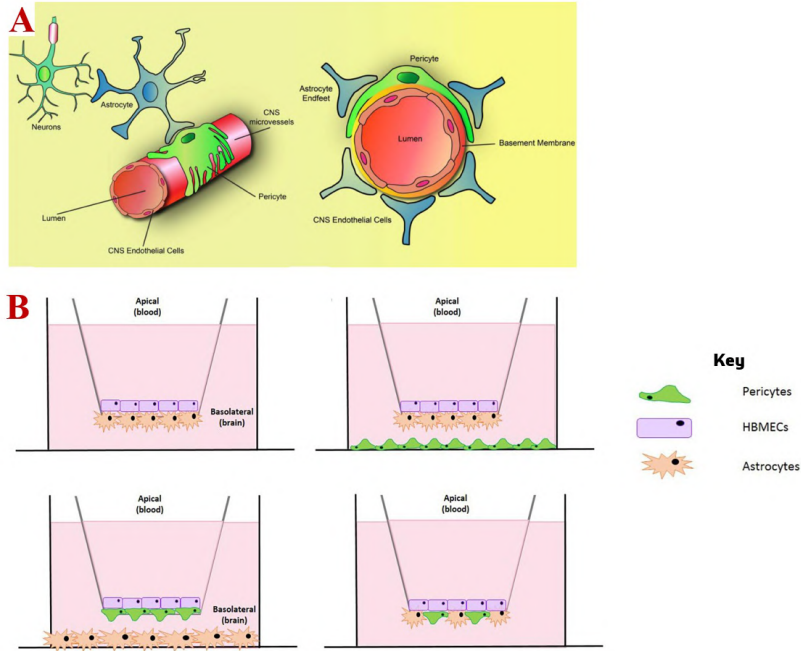 A
Neurons
Astrocyte
CNS
microvessels
Lumen
Pericyte
CNS Endothelial Cells
Pericyte
Astrocyte
Endfeet
Lumen
Basement Membrane
CNS Endothelial Cells
B
Apical
(blood)
Basolateral
(brain)
Apical
(blood)
Apical
(blood)
Basolateral
(brain)
Apical
(blood)
Key
Pericytes
HBMECs
Astrocytes